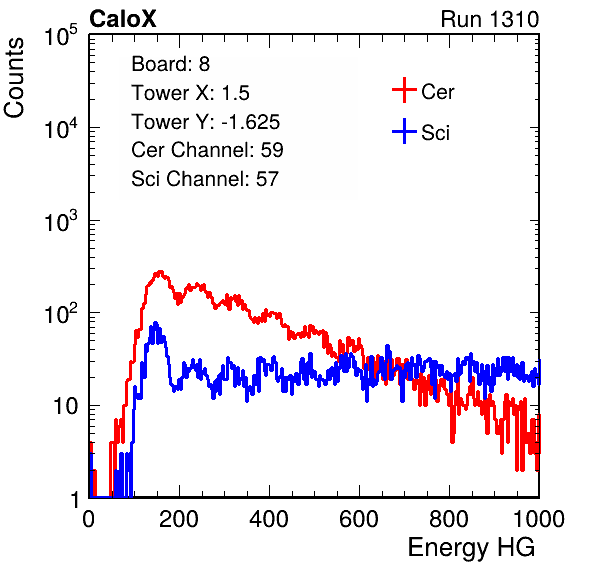 CaloX Run 1310
Counts
10^5
10^4
10^3
10^2
10
1
Board: 8
Tower X: 1.5
Tower Y: -1.625
Cer Channel: 59
Sci Channel: 57
Cer
Sci
0 200 400 600 800 1000
Energy HG